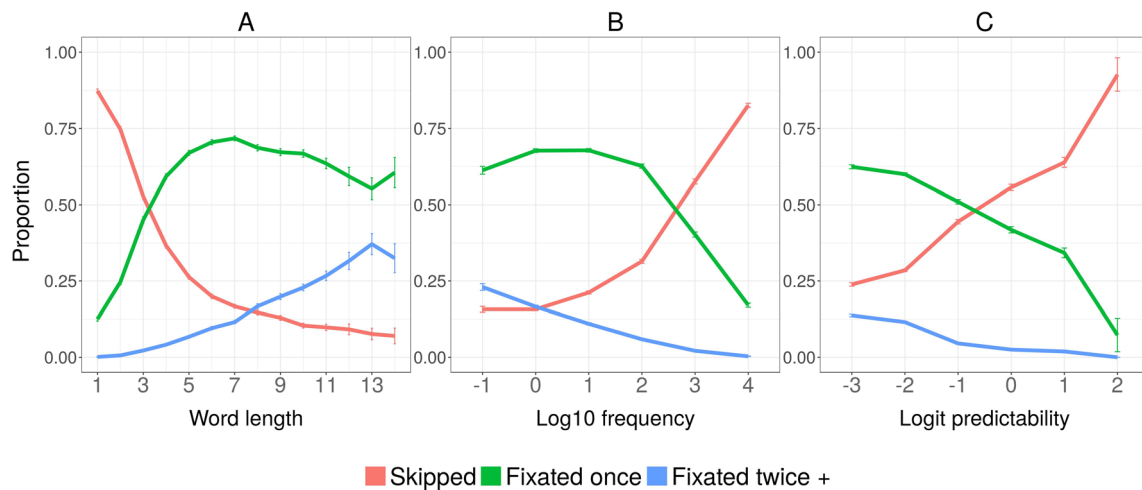 A
B
C
Proportion
1.00
0.75
0.50
0.25
0.00
1 3 5 7 9 11 13
Word length
1.00
0.75
0.50
0.25
0.00
-1 0 1 2 3 4
Log10 frequency
1.00
0.75
0.50
0.25
0.00
-3 -2 -1 0 1 2
Logit predictability
Skipped Fixated once Fixated twice +